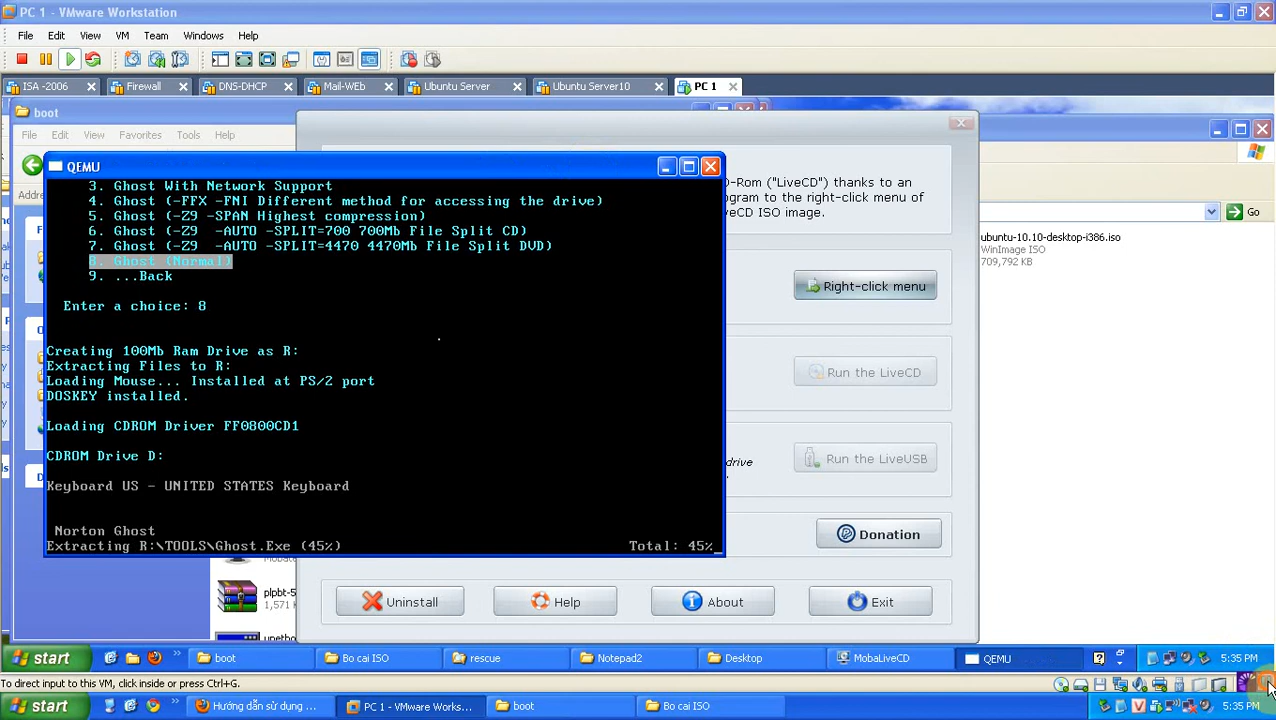 PC 1 - VMware Workstation
File Edit View VM Team Windows Help
ISA -2006 Firewall DNS-DHCP Mail-WEb Ubuntu Server Ubuntu Server10 PC 1
boot
File Edit View Favorites Tools Help
QEMU
3. Ghost With Network Support
4. Ghost (-FFX -FNI Different method for accessing the drive)
5. Ghost (-Z9 -SPAN Highest compression)
6. Ghost (-Z9 -AUTO -SPLIT=700 700Mb File Split CD)
7. Ghost (-Z9 -AUTO -SPLIT=4470 4470Mb File Split DVD)
8. Ghost (Normal)
9. ...Back
Enter a choice: 8
Creating 100Mb Ram Drive as R:
Extracting Files to R:
Loading Mouse... Installed at PS/2 port
DOSKEY installed.
Loading CDROM Driver FF0800CD1
CDROM Drive D:
Keyboard US - UNITED STATES Keyboard
Norton Ghost
Extracting R:\TOOLS\Ghost.Exe (45%) Total: 45%
D-Rom ("LiveCD") thanks to an
ogram to the right-click menu of
veCD ISO image.
Right-click menu
Run the LiveCD
Run the LiveUSB
drive
Donation
Uninstall Help About Exit
Go
ubuntu-10.10-desktop-i386.iso
WinImage ISO
709,792 KB
plpbt-5
1,571 K
start boot Bo cai ISO rescue Notepad2 Desktop MobaLiveCD QEMU 5:35 PM
To direct input to this VM, click inside or press Ctrl+G.
start Hướng dẫn sử dụng ... PC 1 - VMware Works... boot Bo cai ISO 5:35 PM